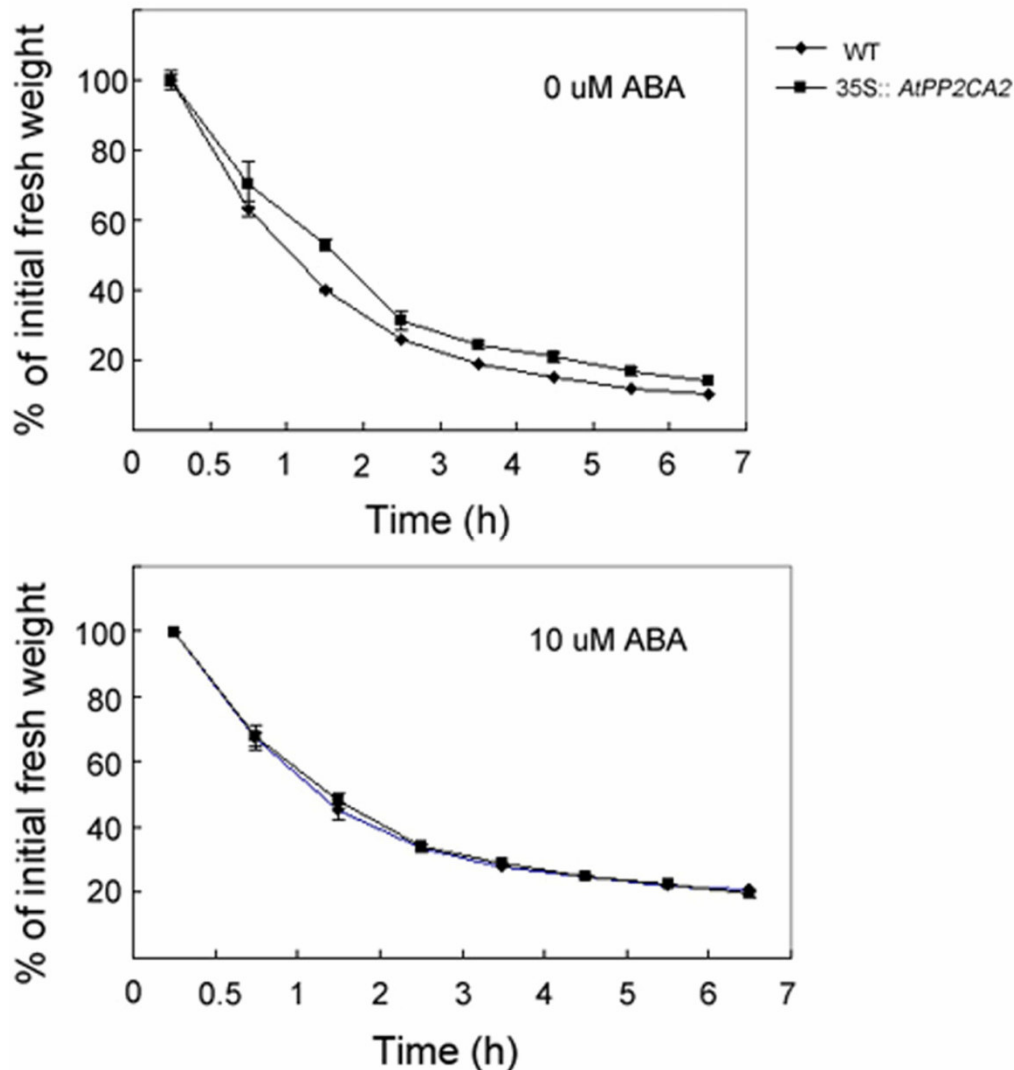 % of initial fresh weight
100
80
60
40
20
0 uM ABA
WT
35S:: AtPP2CA2
0 0.5 1 2 3 4 5 6 7
Time (h)
% of initial fresh weight
100
80
60
40
20
10 uM ABA
0 0.5 1 2 3 4 5 6 7
Time (h)